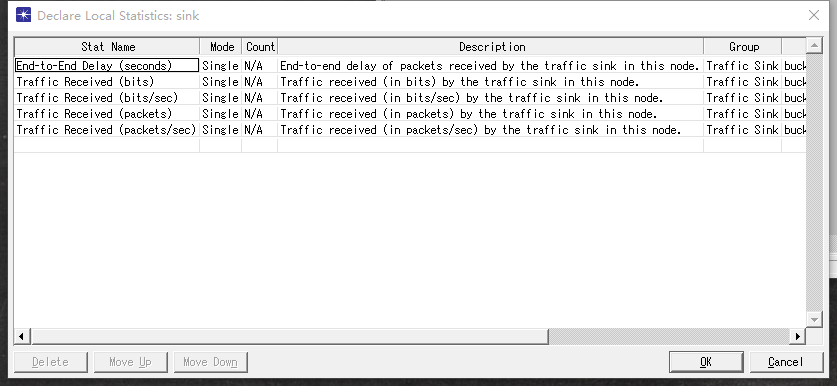 Declare Local Statistics: sink
Stat Name Mode Count Description Group
End-to-End Delay (seconds) Single N/A End-to-end delay of packets received by the traffic sink in this node. Traffic Sink buck
Traffic Received (bits) Single N/A Traffic received (in bits) by the traffic sink in this node. Traffic Sink buck
Traffic Received (bits/sec) Single N/A Traffic received (in bits/sec) by the traffic sink in this node. Traffic Sink buck
Traffic Received (packets) Single N/A Traffic received (in packets) by the traffic sink in this node. Traffic Sink buck
Traffic Received (packets/sec) Single N/A Traffic received (in packets/sec) by the traffic sink in this node. Traffic Sink buck
Delete Move Up Move Down OK Cancel